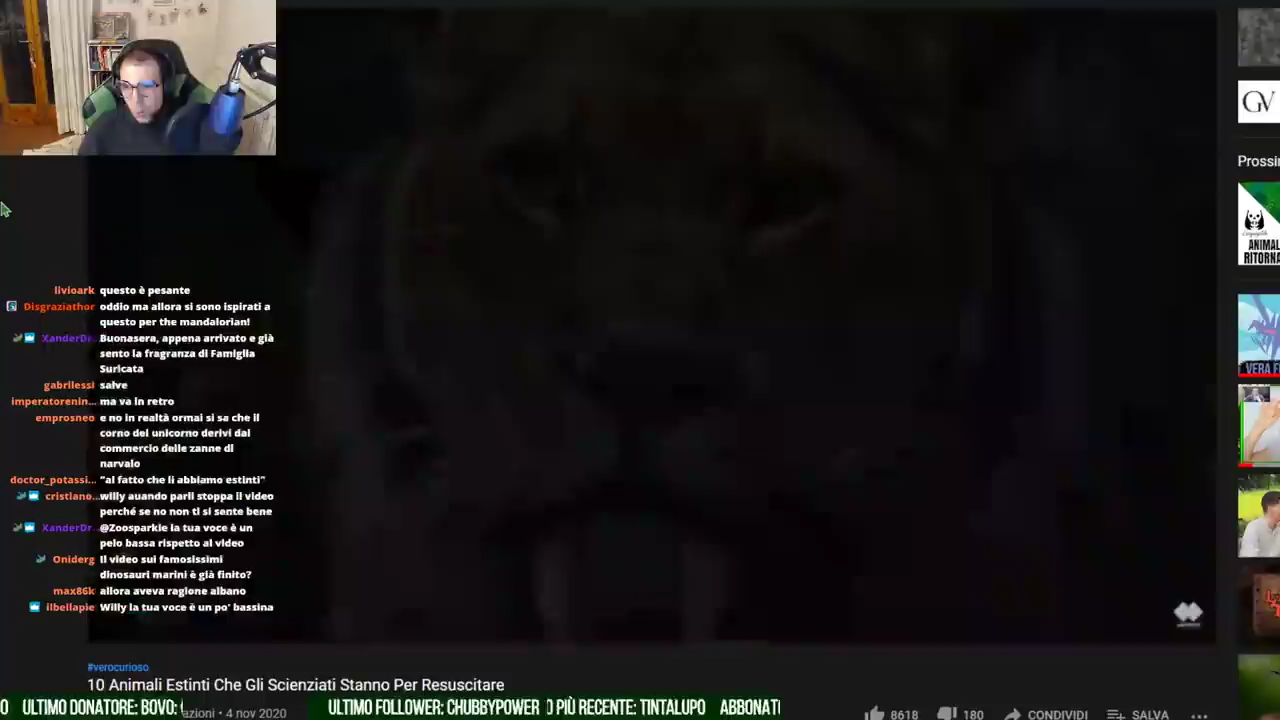 GV
Prossin
ANIMAL
RITORNA
VERA F
livioark questo è pesante
Disgraziathor oddio ma allora si sono ispirati a
questo per the mandalorian!
XanderDr... Buonasera, appena arrivato e già
sento la fragranza di Famiglia
Suricata
gabrilessi salve
imperatorenin... ma va in retro
emprosneo e no in realtà ormai si sa che il
corno del unicorno derivi dal
commercio delle zanne di
narvalo
doctor_potassi... "al fatto che li abbiamo estinti"
cristiano... willy auando parli stoppa il video
perché se no non ti si sente bene
XanderDr... @Zoosparkle la tua voce è un
pelo bassa rispetto al video
Oniderg Il video sui famosissimi
dinosauri marini è già finito?
max86k allora aveva ragione albano
ilbellapie Willy la tua voce è un po' bassina
#verocurioso
10 Animali Estinti Che Gli Scienziati Stanno Per Resuscitare
O ULTIMO DONATORE: BOVO: ULTIMO FOLLOWER: CHUBBYPOWER O PIÙ RECENTE: TINTALUPO ABBONAT
azioni • 4 nov 2020 8618 180 CONDIVIDI SALVA